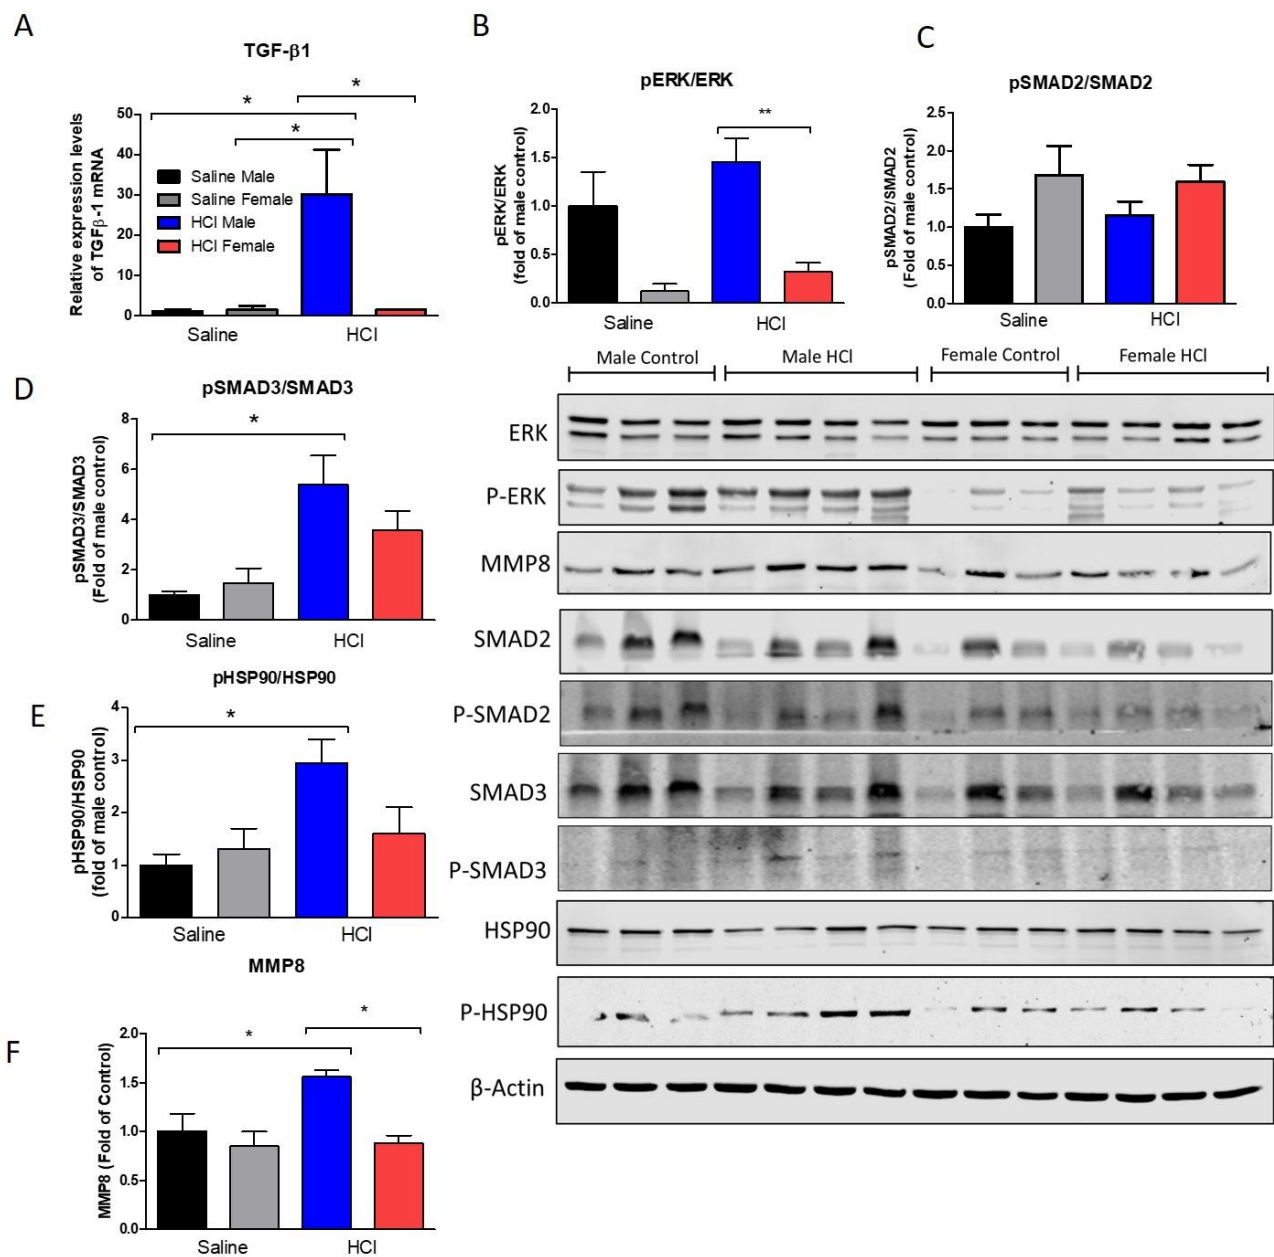 A
TGF-β1
*
*
*
Relative expression levels
of TGFβ-1 mRNA
50
40
30
20
10
0
Saline Male
Saline Female
HCl Male
HCl Female
Saline
HCl
B
pERK/ERK
**
pERK/ERK
(fold of male control)
2.0
1.5
1.0
0.5
0.0
Saline
HCl
C
pSMAD2/SMAD2
pSMAD2/SMAD2
(Fold of male control)
2.5
2.0
1.5
1.0
0.5
0.0
Saline
HCl
D
pSMAD3/SMAD3
*
pSMAD3/SMAD3
(Fold of male control)
8
6
4
2
0
Saline
HCl
E
pHSP90/HSP90
*
pHSP90/HSP90
(fold of male control)
4
3
2
1
0
Saline
HCl
F
MMP8
*
*
MMP8 (Fold of Control)
2.0
1.5
1.0
0.5
0.0
Saline
HCl
Male Control
Male HCl
Female Control
Female HCl
ERK
P-ERK
MMP8
SMAD2
P-SMAD2
SMAD3
P-SMAD3
HSP90
P-HSP90
β-Actin